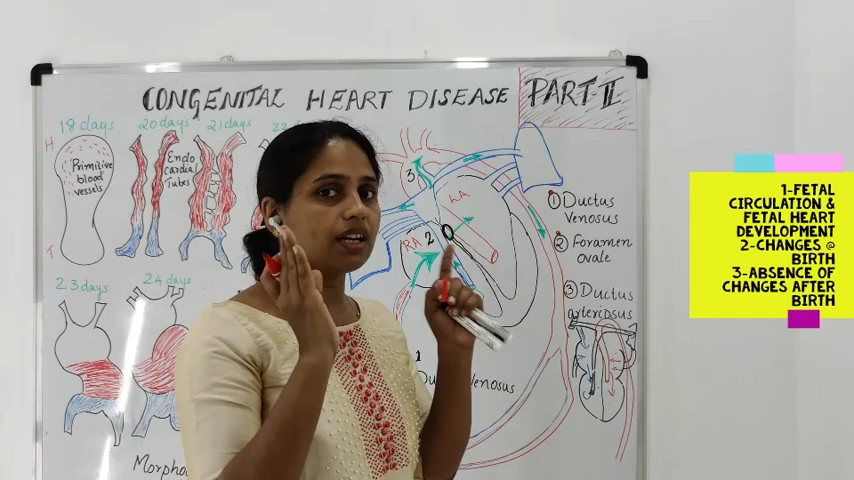 CONGENITAL HEART DISEASE PART II
18 days
20 days
21 days
H
Primitive
blood
vessels
T
Endo
cardial
Tubes
23 days
24 days
3
LA
RA
2
1
Venosus
① Ductus
Venosus
② Foramen
ovale
③ Ductus
arteriosus
1-FETAL
CIRCULATION &
FETAL HEART
DEVELOPMENT
2-CHANGES @
BIRTH
3-ABSENCE OF
CHANGES AFTER
BIRTH